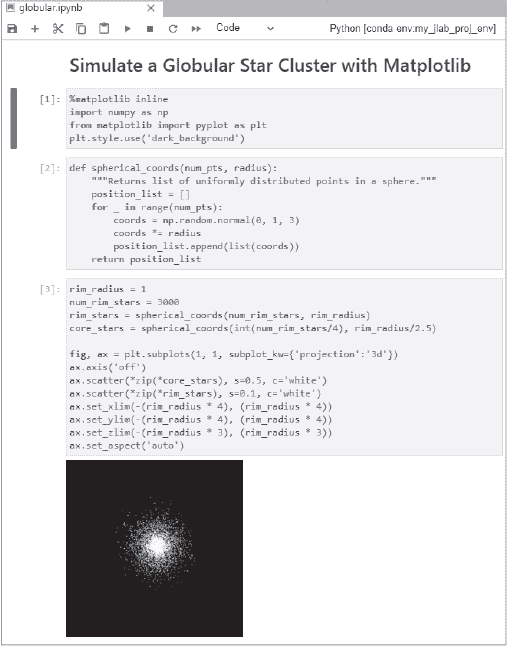 globular.ipynb
Code
Python [conda env:my_jlab_proj_env]
Simulate a Globular Star Cluster with Matplotlib
[1]: %matplotlib inline
import numpy as np
from matplotlib import pyplot as plt
plt.style.use('dark_background')
[2]: def spherical_coords(num_pts, radius):
"""Returns list of uniformly distributed points in a sphere."""
position_list = []
for _ in range(num_pts):
coords = np.random.normal(0, 1, 3)
coords *= radius
position_list.append(list(coords))
return position_list
[3]: rim_radius = 1
num_rim_stars = 3000
rim_stars = spherical_coords(num_rim_stars, rim_radius)
core_stars = spherical_coords(int(num_rim_stars/4), rim_radius/2.5)
fig, ax = plt.subplots(1, 1, subplot_kw={'projection':'3d'})
ax.axis('off')
ax.scatter(*zip(*core_stars), s=0.5, c='white')
ax.scatter(*zip(*rim_stars), s=0.1, c='white')
ax.set_xlim(-(rim_radius * 4), (rim_radius * 4))
ax.set_ylim(-(rim_radius * 4), (rim_radius * 4))
ax.set_zlim(-(rim_radius * 3), (rim_radius * 3))
ax.set_aspect('auto')